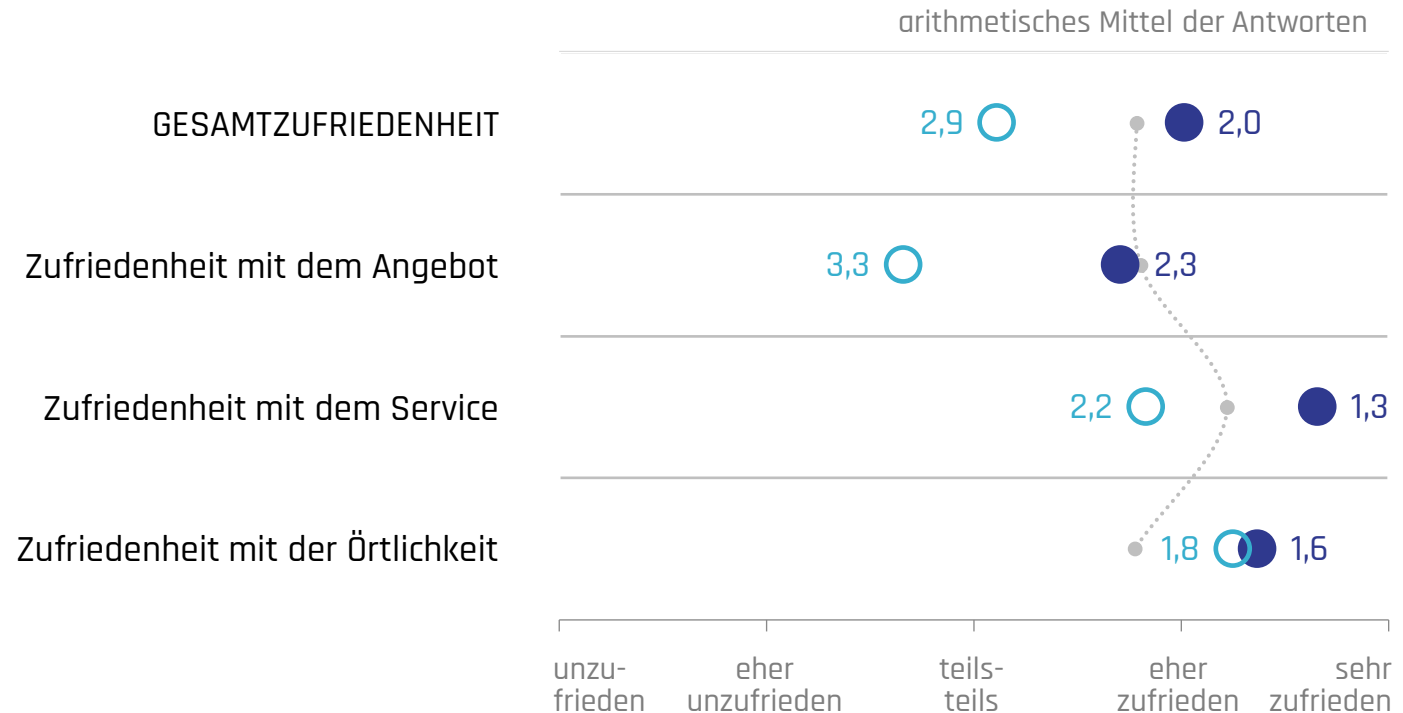 arithmetisches Mittel der Antworten
GESAMTZUFRIEDENHEIT 2,9 2,0
Zufriedenheit mit dem Angebot 3,3 2,3
Zufriedenheit mit dem Service 2,2 1,3
Zufriedenheit mit der Örtlichkeit 1,8 1,6
unzu- eher teils- eher sehr
frieden unzufrieden teils zufrieden zufrieden